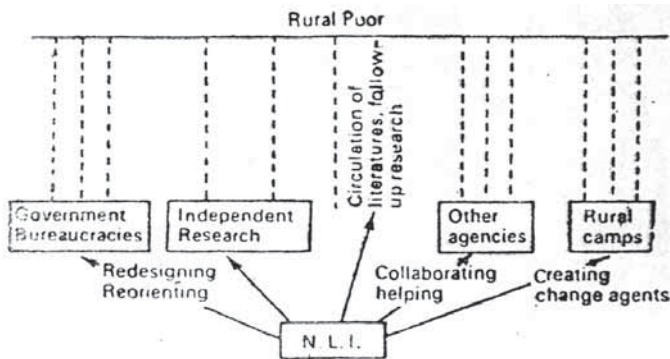 Rural Poor
Circulation of
literatures, follow-
up research
Government
Bureaucracies
Independent
Research
Other
agencies
Rural
camps
Redesigning
Reorienting
Collaborating
helping
Creating
change agents
N. L. I.